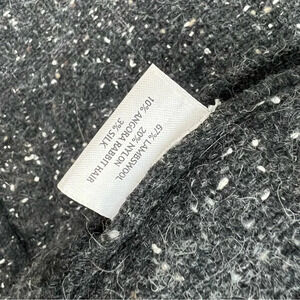 67% LAMBSWOOL
20% NYLON
10% ANGORA RABBIT HAIR
3% SILK